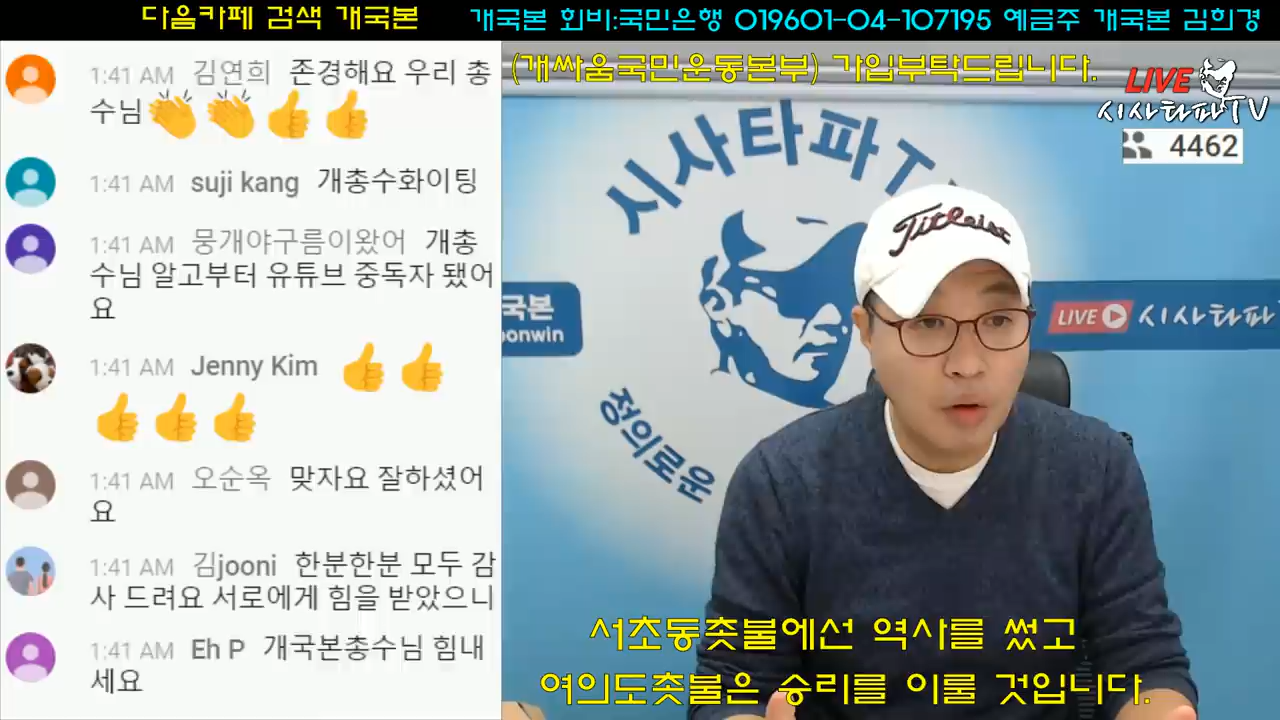 다음카페 검색 개국본 개국본 회비:국민은행 019601-04-107195 예금주 개국본 김희경
(개싸움국민운동본부) 가입부탁드립니다.
LIVE
시사타파TV
4462
1:41 AM 김연희 존경해요 우리 총
수님👏👏👍👍
1:41 AM suji kang 개총수화이팅
1:41 AM 뭉개야구름이왔어 개총
수님 알고부터 유튜브 중독자 됐어
요
1:41 AM Jenny Kim 👍👍
👍👍👍
1:41 AM 오순옥 맞자요 잘하셨어
요
1:41 AM 김jooni 한분한분 모두 감
사 드려요 서로에게 힘을 받았으니
1:41 AM Eh P 개국본총수님 힘내
세요
시사타파T
Titleist
국본
oonwin
LIVE 시사타파
정의로운
서초동촛불에선 역사를 썼고
여의도촛불은 승리를 이룰 것입니다.